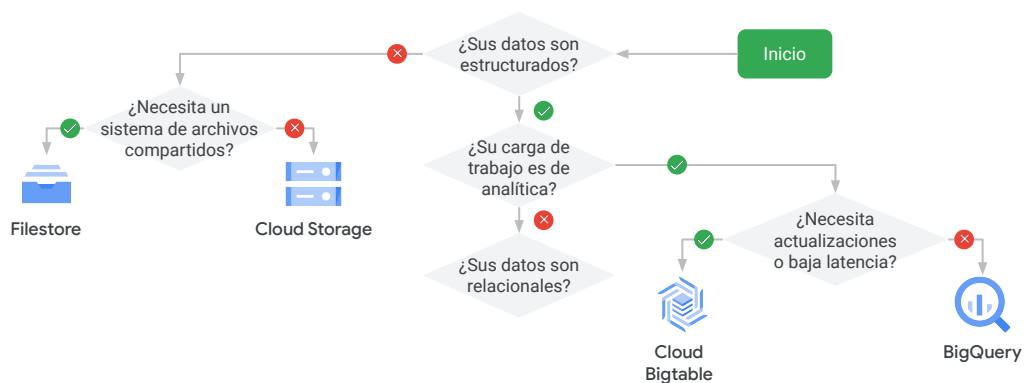 ¿Sus datos son
estructurados?
Inicio
¿Necesita un
sistema de archivos
compartidos?
¿Su carga de
trabajo es de
analítica?
Filestore
Cloud Storage
¿Necesita
actualizaciones
o baja latencia?
¿Sus datos son
relacionales?
Cloud
Bigtable
BigQuery